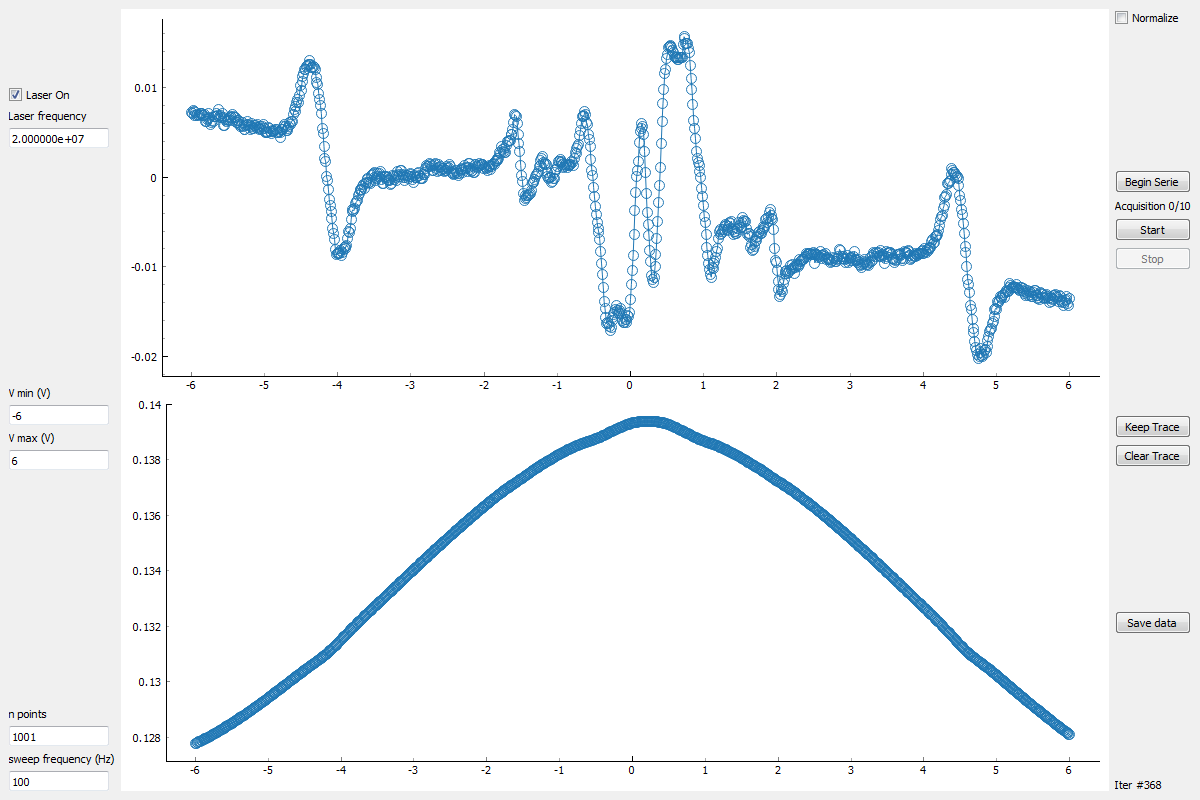 Normalize
Laser On
Laser frequency
2.000000e+07
0.01
0
-0.01
-0.02
-6 -5 -4 -3 -2 -1 0 1 2 3 4 5 6
Begin Serie
Acquisition 0/10
Start
Stop
V min (V)
-6
V max (V)
6
0.14
0.138
0.136
0.134
0.132
0.13
0.128
-6 -5 -4 -3 -2 -1 0 1 2 3 4 5 6
Keep Trace
Clear Trace
Save data
n points
1001
sweep frequency (Hz)
100
Iter #368